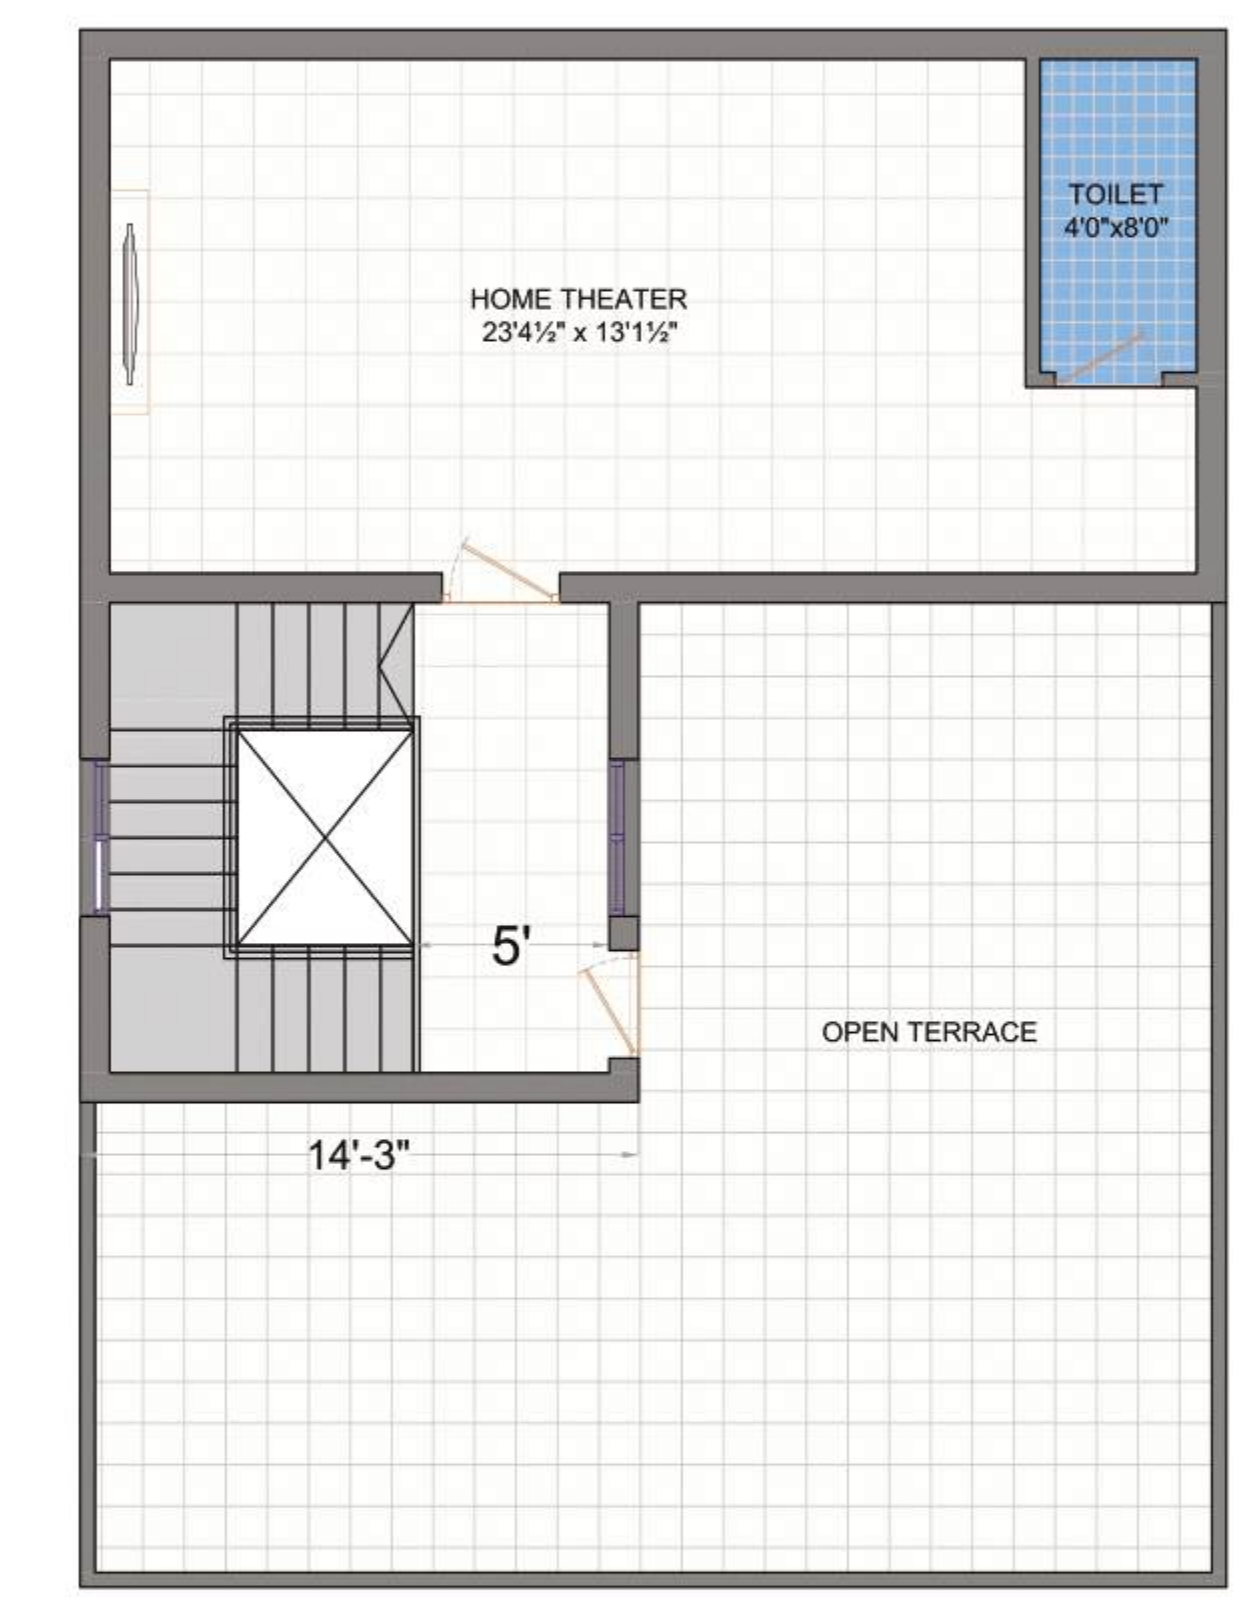 TOILET
4'0"x8'0"
HOME THEATER
23'4½" x 13'1½"
5'
OPEN TERRACE
14'-3"